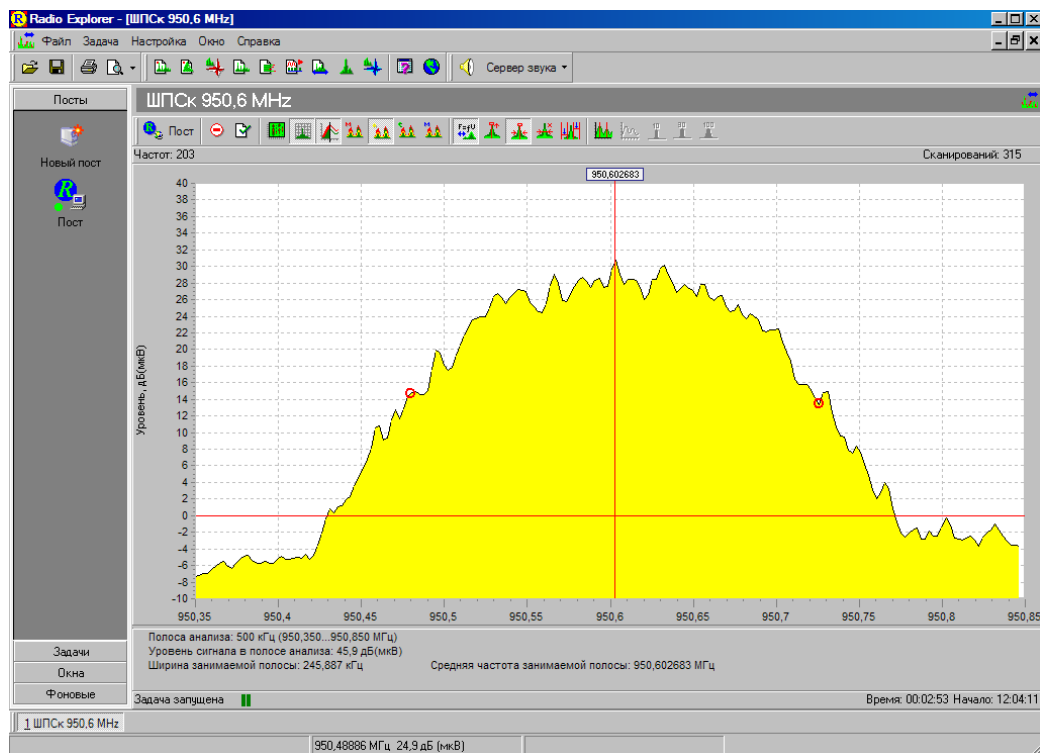 Radio Explorer - [ШПСк 950,6 MHz]
Файл Задача Настройка Окно Справка
Сервер звука
Посты
ШПСк 950,6 MHz
Пост
Частот: 203
Сканирований: 315
Новый пост
Пост
950,602683
Уровень, дБ(мкВ)
40
38
36
34
32
30
28
26
24
22
20
18
16
14
12
10
8
6
4
2
0
-2
-4
-6
-8
-10
950,35 950,4 950,45 950,5 950,55 950,6 950,65 950,7 950,75 950,8 950,85
Полоса анализа: 500 кГц (950,350...950,850 МГц)
Уровень сигнала в полосе анализа: 45,9 дБ(мкВ)
Ширина занимаемой полосы: 245,887 кГц Средняя частота занимаемой полосы: 950,602683 МГц
Задачи
Окна
Фоновые
Задача запущена
Время: 00:02:53 Начало: 12:04:11
1 ШПСк 950,6 MHz
950,48886 МГц 24,9 дБ (мкВ)